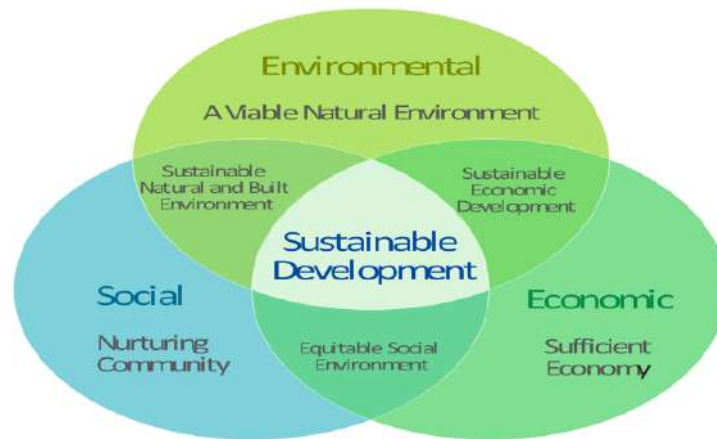 Environmental
A Viable Natural Environment
Sustainable
Natural and Built
Environment
Sustainable
Economic
Development
Sustainable
Development
Social
Nurturing
Community
Equitable Social
Environment
Economic
Sufficient
Economy